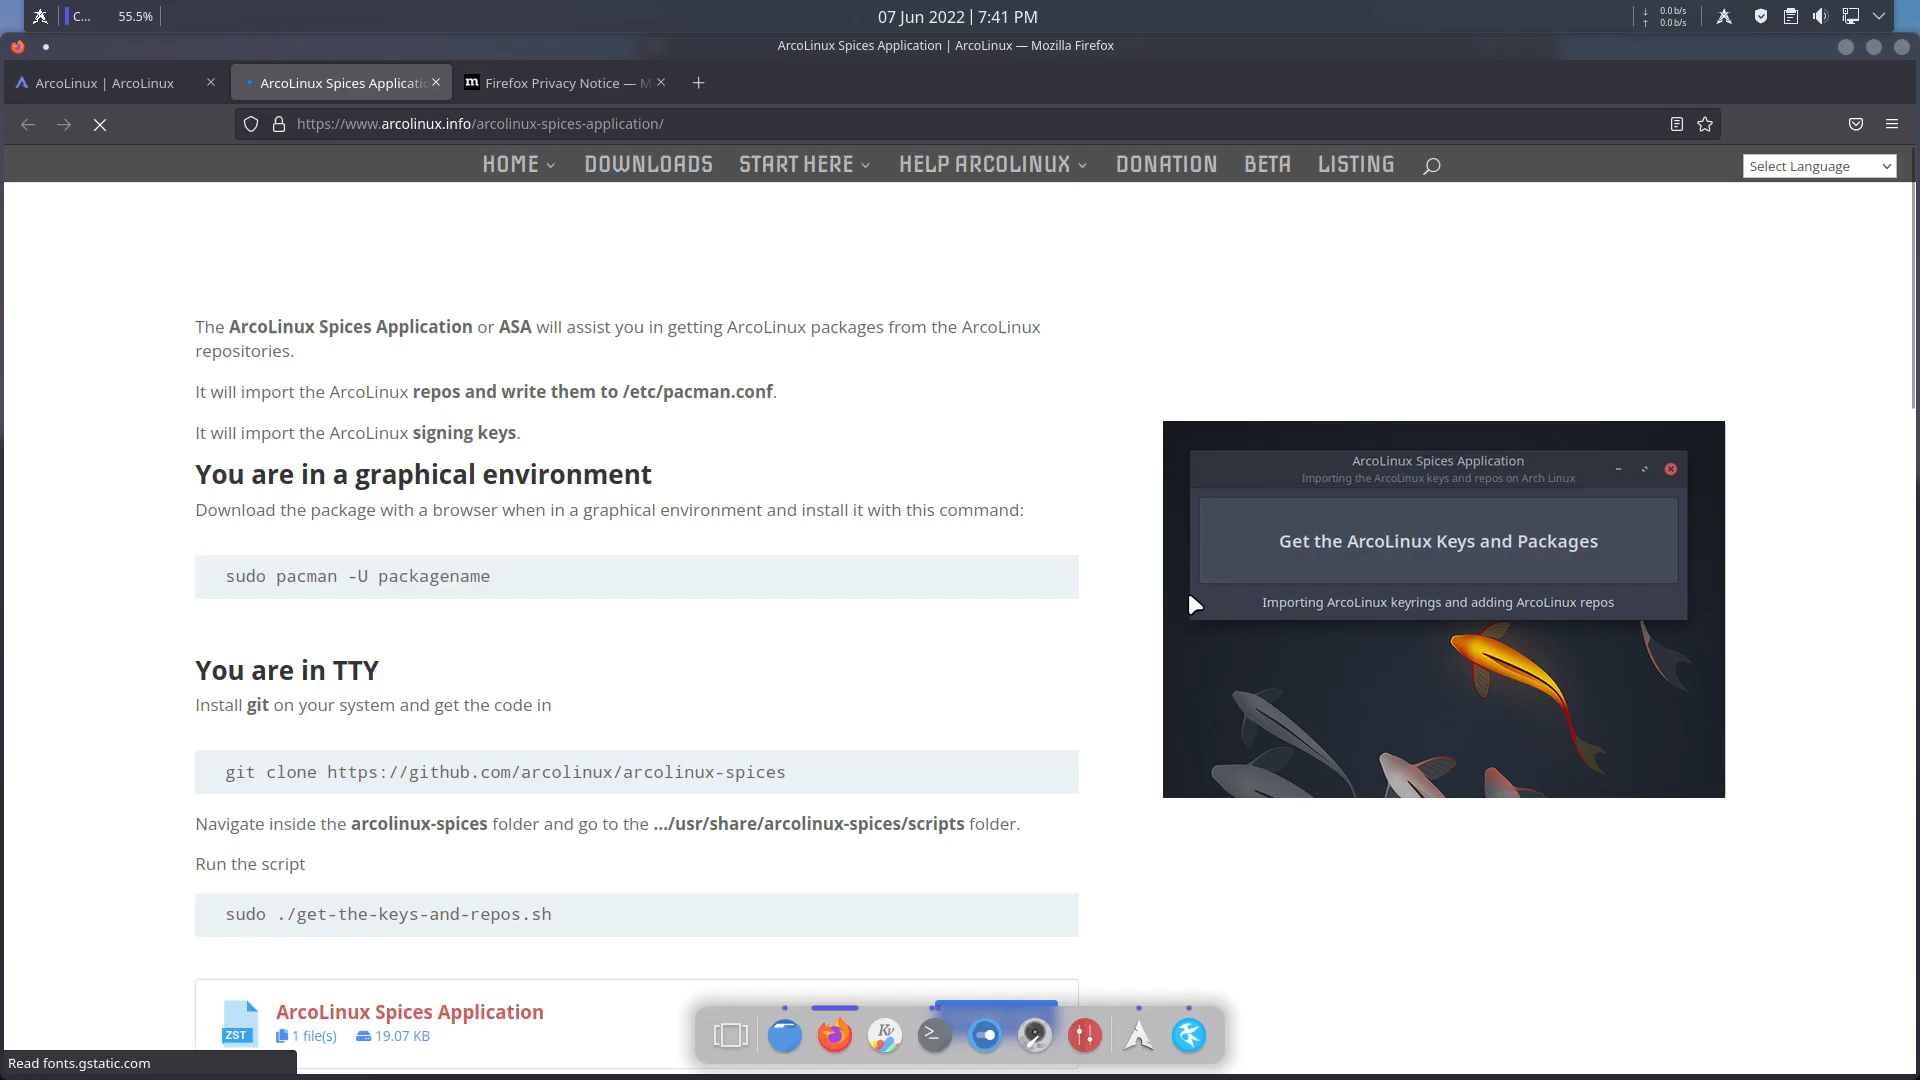 C... 55.5% 07 Jun 2022 | 7:41 PM ↓ 0.0 b/s
↑ 0.0 b/s
ArcoLinux Spices Application | ArcoLinux — Mozilla Firefox
ArcoLinux | ArcoLinux
ArcoLinux Spices Applicatio
Firefox Privacy Notice — M
https://www.arcolinux.info/arcolinux-spices-application/
HOME DOWNLOADS START HERE HELP ARCOLINUX DONATION BETA LISTING Select Language
The ArcoLinux Spices Application or ASA will assist you in getting ArcoLinux packages from the ArcoLinux
repositories.
It will import the ArcoLinux repos and write them to /etc/pacman.conf.
It will import the ArcoLinux signing keys.
You are in a graphical environment
Download the package with a browser when in a graphical environment and install it with this command:
sudo pacman -U packagename
You are in TTY
Install git on your system and get the code in
git clone https://github.com/arcolinux/arcolinux-spices
Navigate inside the arcolinux-spices folder and go to the .../usr/share/arcolinux-spices/scripts folder.
Run the script
sudo ./get-the-keys-and-repos.sh
ZST
ArcoLinux Spices Application
1 file(s) 19.07 KB
ArcoLinux Spices Application
Importing the ArcoLinux keys and repos on Arch Linux
Get the ArcoLinux Keys and Packages
Importing ArcoLinux keyrings and adding ArcoLinux repos
Read fonts.gstatic.com